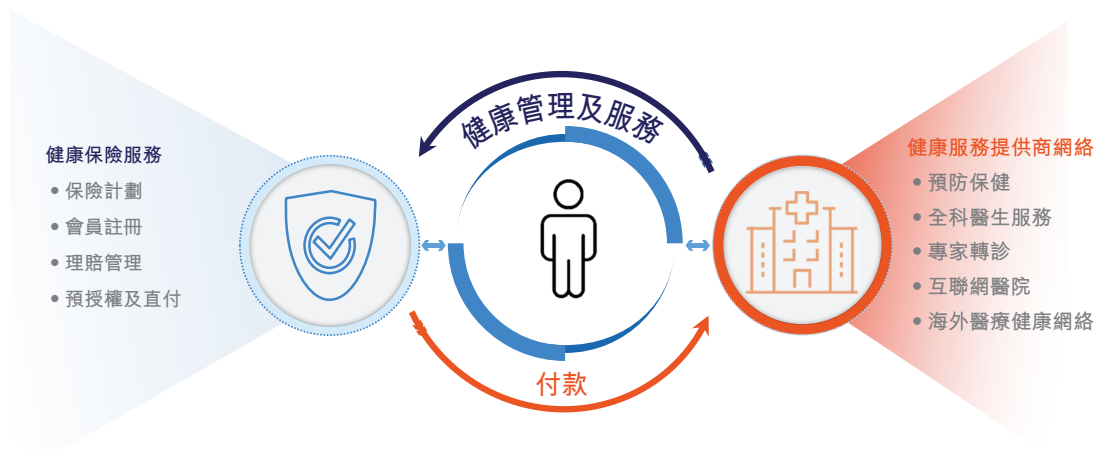 健康管理及服務
健康保險服務
• 保險計劃
• 會員註冊
• 理賠管理
• 預授權及直付
健康服務提供商網絡
• 預防保健
• 全科醫生服務
• 專家轉診
• 互聯網醫院
• 海外醫療健康網絡
付款